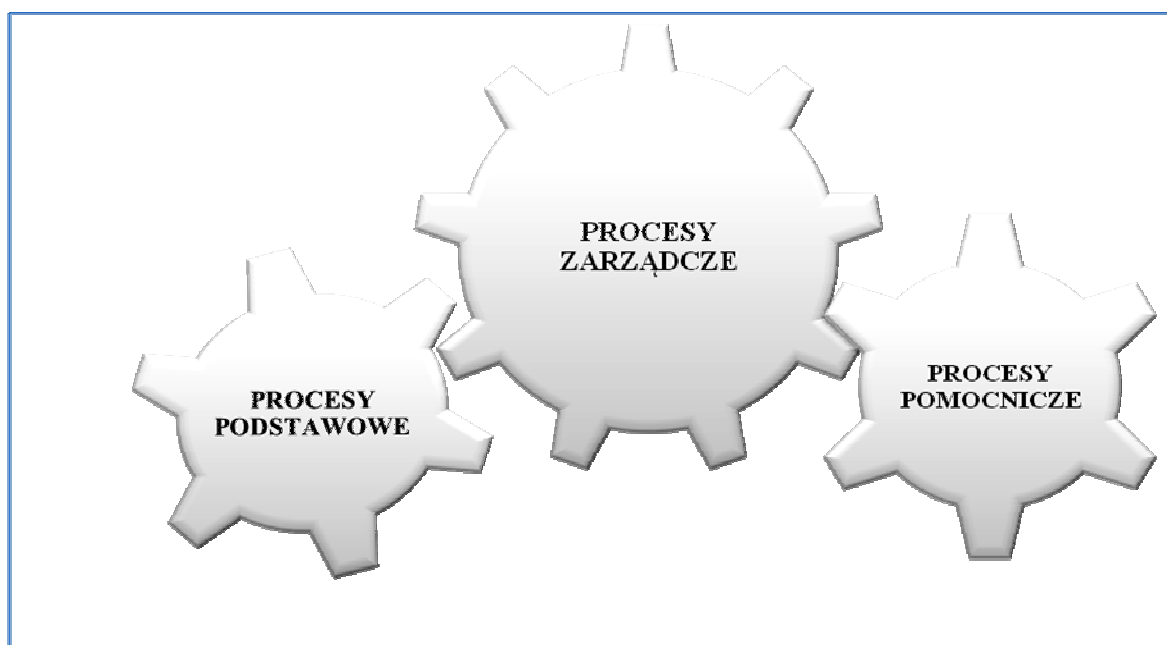 PROCESY
ZARZĄDCZE
PROCESY
PODSTAWOWE
PROCESY
POMOCNICZE